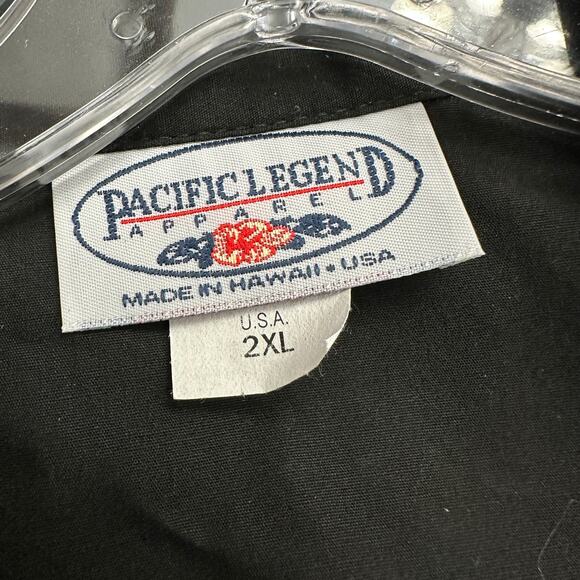 PACIFIC LEGEND
APPAREL
MADE IN HAWAII • USA
U.S.A.
2XL